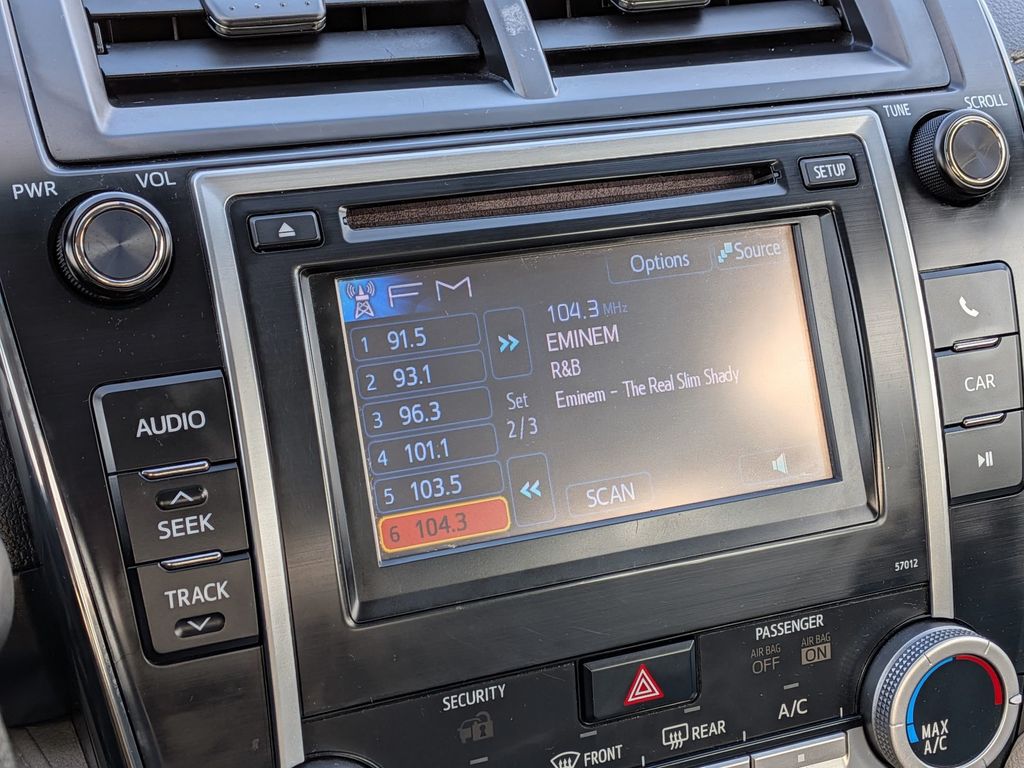 TUNE
SCROLL
PWR
VOL
SETUP
Options
Source
FM
1 91.5
2 93.1
3 96.3
4 101.1
5 103.5
6 104.3
Set
2/3
104.3 MHz
EMINEM
R&B
Eminem - The Real Slim Shady
SCAN
AUDIO
SEEK
TRACK
CAR
57012
PASSENGER
AIR BAG
OFF
AIR BAG
ON
SECURITY
A/C
FRONT
REAR
MAX
A/C